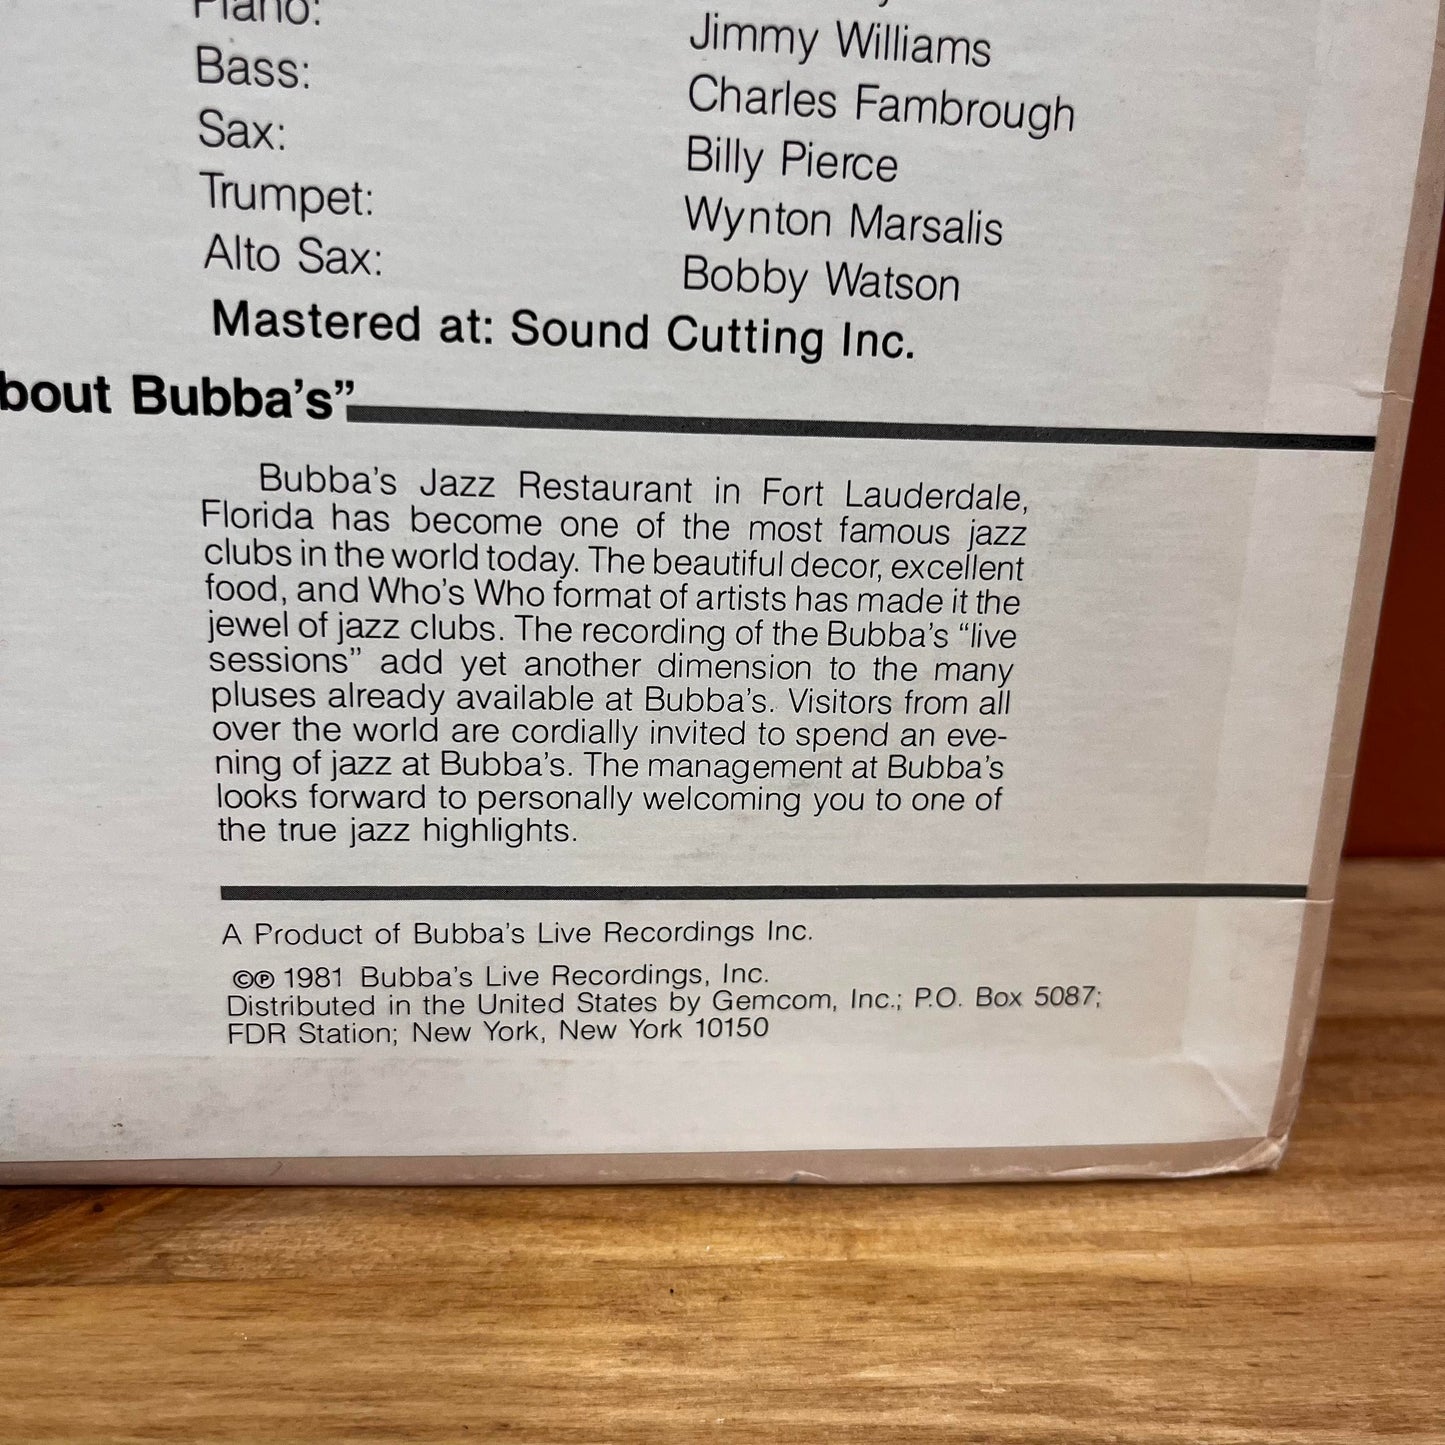 Piano:
Jimmy Williams
Bass:
Charles Fambrough
Sax:
Billy Pierce
Trumpet:
Wynton Marsalis
Alto Sax:
Bobby Watson
Mastered at: Sound Cutting Inc.
bout Bubba's”
Bubba's Jazz Restaurant in Fort Lauderdale,
Florida has become one of the most famous jazz
clubs in the world today. The beautiful decor, excellent
food, and Who's Who format of artists has made it the
jewel of jazz clubs. The recording of the Bubba's “live
sessions” add yet another dimension to the many
pluses already available at Bubba's. Visitors from all
over the world are cordially invited to spend an eve-
ning of jazz at Bubba's. The management at Bubba's
looks forward to personally welcoming you to one of
the true jazz highlights.
A Product of Bubba's Live Recordings Inc.
©℗ 1981 Bubba's Live Recordings, Inc.
Distributed in the United States by Gemcom, Inc.; P.O. Box 5087;
FDR Station; New York, New York 10150